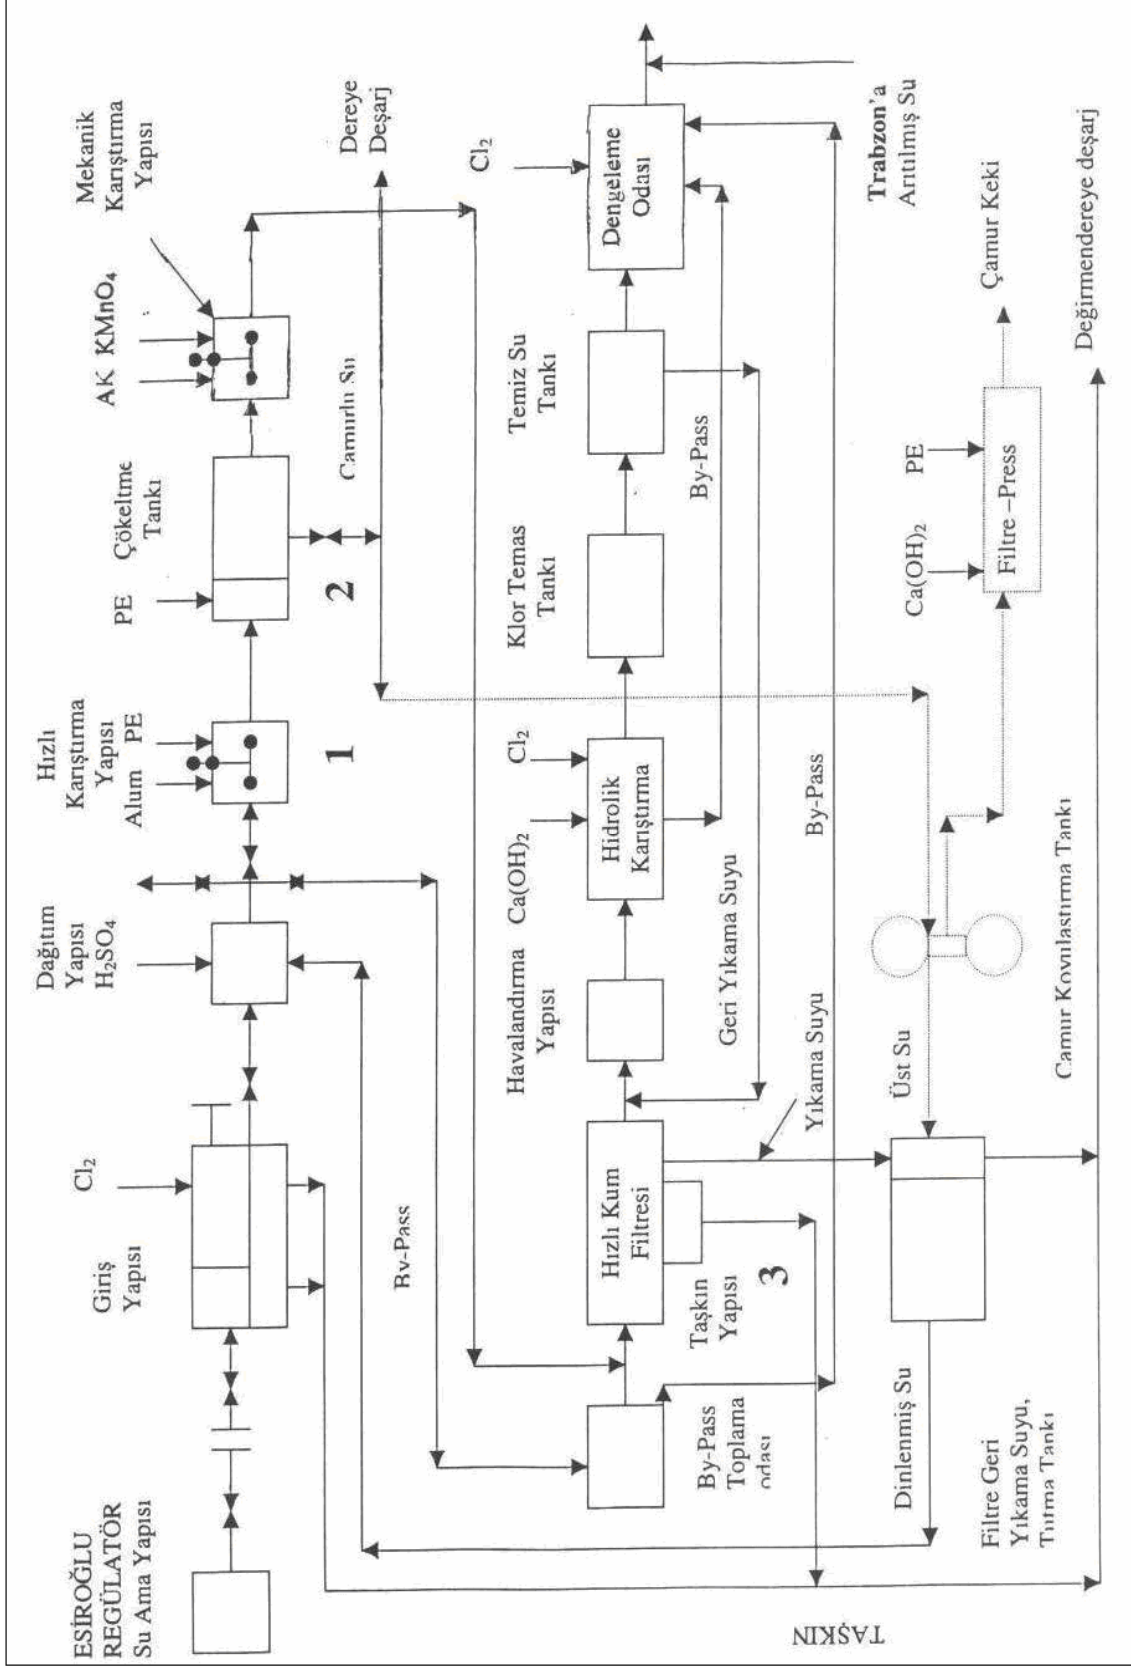 ESİROĞLU
REGÜLATÖR
Su Ama Yapısı
Giriş
Yapısı
Cl2
Dağıtım
Yapısı
H2SO4
Hızlı
Karıştırma
Yapısı
Alum PE
1
PE
Çökeltme
Tankı
2
AK KMnO4
Mekanik
Karıştırma
Yapısı
Çamurlu Su
Dereye
Deşarj
By-Pass
By-Pass
Toplama
odası
Hızlı Kum
Filtresi
Taşkın
Yapısı
3
Havalandırma
Yapısı
Ca(OH)2
Cl2
Hidrolik
Karıştırma
Klor Temas
Tankı
Temiz Su
Tankı
Cl2
Dengeleme
Odası
Geri Yıkama Suyu
By-Pass
Yıkama Suyu
By-Pass
Trabzon'a
Arıtılmış Su
TAŞKIN
Dinlenmiş Su
Filtre Geri
Yıkama Suyu,
Tutma Tankı
Üst Su
Çamur Koyulaştırma Tankı
Ca(OH)2
PE
Filtre –Press
Çamur Keki
Değirmendereye deşarj